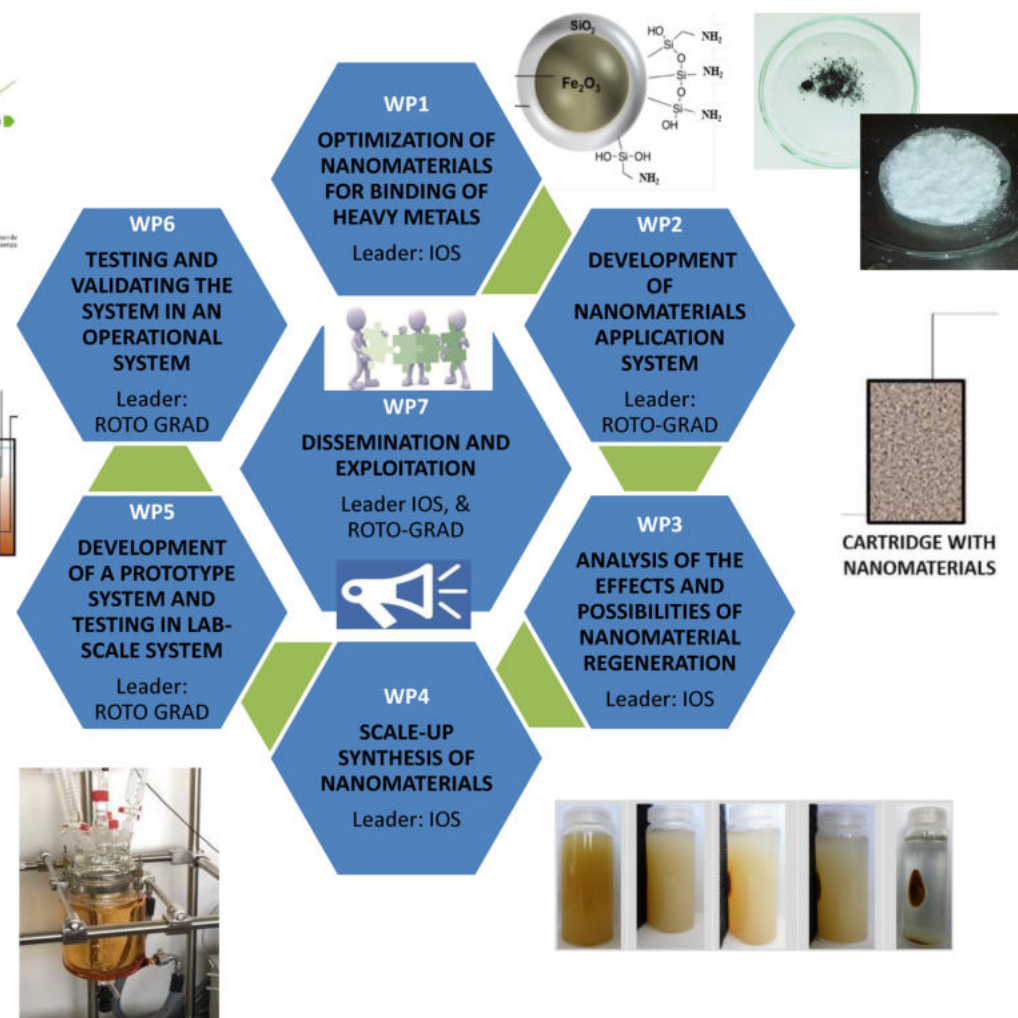 SiO2
Fe2O3
HO
Si
NH2
O
Si
NH2
O
Si
NH2
OH
HO-Si-OH
NH2
WP1
OPTIMIZATION OF
NANOMATERIALS
FOR BINDING OF
HEAVY METALS
Leader: IOS
WP2
DEVELOPMENT
OF
NANOMATERIALS
APPLICATION
SYSTEM
Leader:
ROTO-GRAD
WP3
ANALYSIS OF THE
EFFECTS AND
POSSIBILITIES OF
NANOMATERIAL
REGENERATION
Leader: IOS
WP4
SCALE-UP
SYNTHESIS OF
NANOMATERIALS
Leader: IOS
WP5
DEVELOPMENT
OF A PROTOTYPE
SYSTEM AND
TESTING IN LAB-
SCALE SYSTEM
Leader:
ROTO GRAD
WP6
TESTING AND
VALIDATING THE
SYSTEM IN AN
OPERATIONAL
SYSTEM
Leader:
ROTO GRAD
WP7
DISSEMINATION AND
EXPLOITATION
Leader IOS, &
ROTO-GRAD
CARTRIDGE WITH
NANOMATERIALS